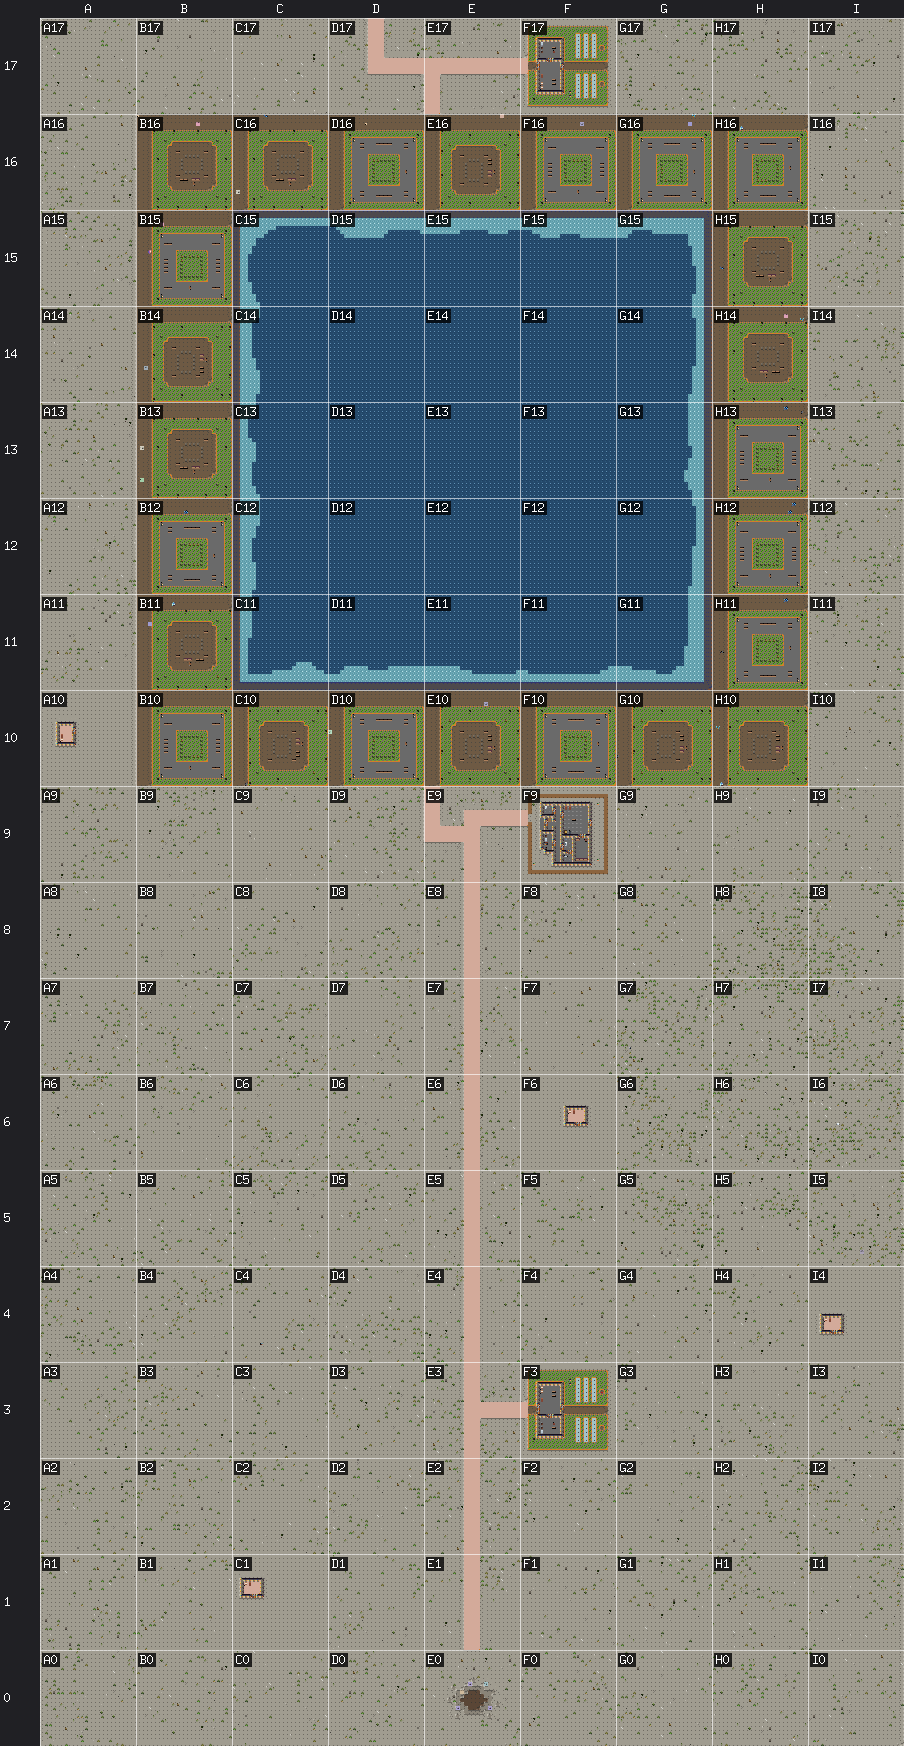 A B C D E F G H I
17 A17 B17 C17 D17 E17 F17 G17 H17 I17
16 A16 B16 C16 D16 E16 F16 G16 H16 I16
15 A15 B15 C15 D15 E15 F15 G15 H15 I15
14 A14 B14 C14 D14 E14 F14 G14 H14 I14
13 A13 B13 C13 D13 E13 F13 G13 H13 I13
12 A12 B12 C12 D12 E12 F12 G12 H12 I12
11 A11 B11 C11 D11 E11 F11 G11 H11 I11
10 A10 B10 C10 D10 E10 F10 G10 H10 I10
9 A9 B9 C9 D9 E9 F9 G9 H9 I9
8 A8 B8 C8 D8 E8 F8 G8 H8 I8
7 A7 B7 C7 D7 E7 F7 G7 H7 I7
6 A6 B6 C6 D6 E6 F6 G6 H6 I6
5 A5 B5 C5 D5 E5 F5 G5 H5 I5
4 A4 B4 C4 D4 E4 F4 G4 H4 I4
3 A3 B3 C3 D3 E3 F3 G3 H3 I3
2 A2 B2 C2 D2 E2 F2 G2 H2 I2
1 A1 B1 C1 D1 E1 F1 G1 H1 I1
0 A0 B0 C0 D0 E0 F0 G0 H0 I0